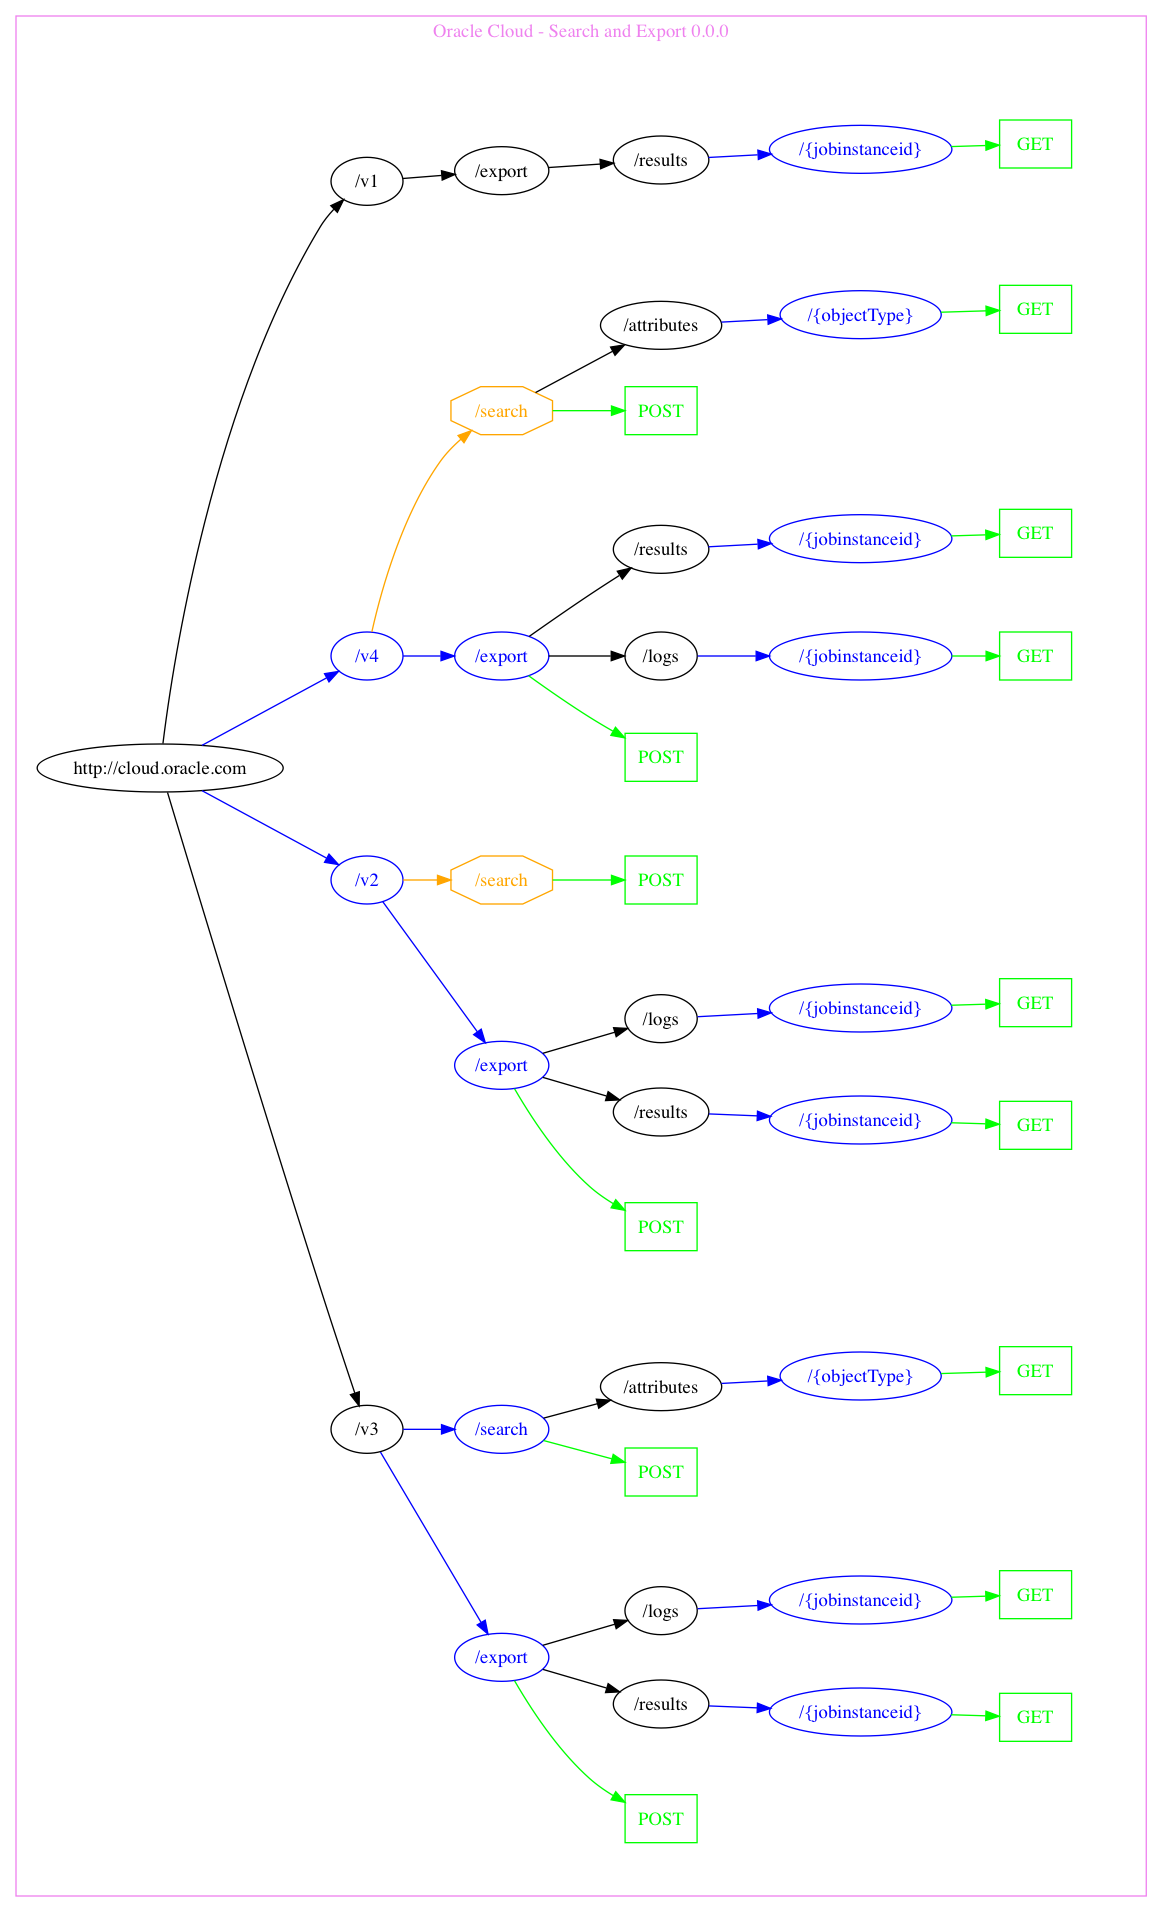 Oracle Cloud - Search and Export 0.0.0
http://cloud.oracle.com
/v1
/export
/results
/{jobinstanceid}
GET
/v4
/search
/attributes
/{objectType}
GET
POST
/export
/results
/{jobinstanceid}
GET
/logs
/{jobinstanceid}
GET
POST
/v2
/search
POST
/export
/logs
/{jobinstanceid}
GET
/results
/{jobinstanceid}
GET
POST
/v3
/search
/attributes
/{objectType}
GET
POST
/export
/logs
/{jobinstanceid}
GET
/results
/{jobinstanceid}
GET
POST